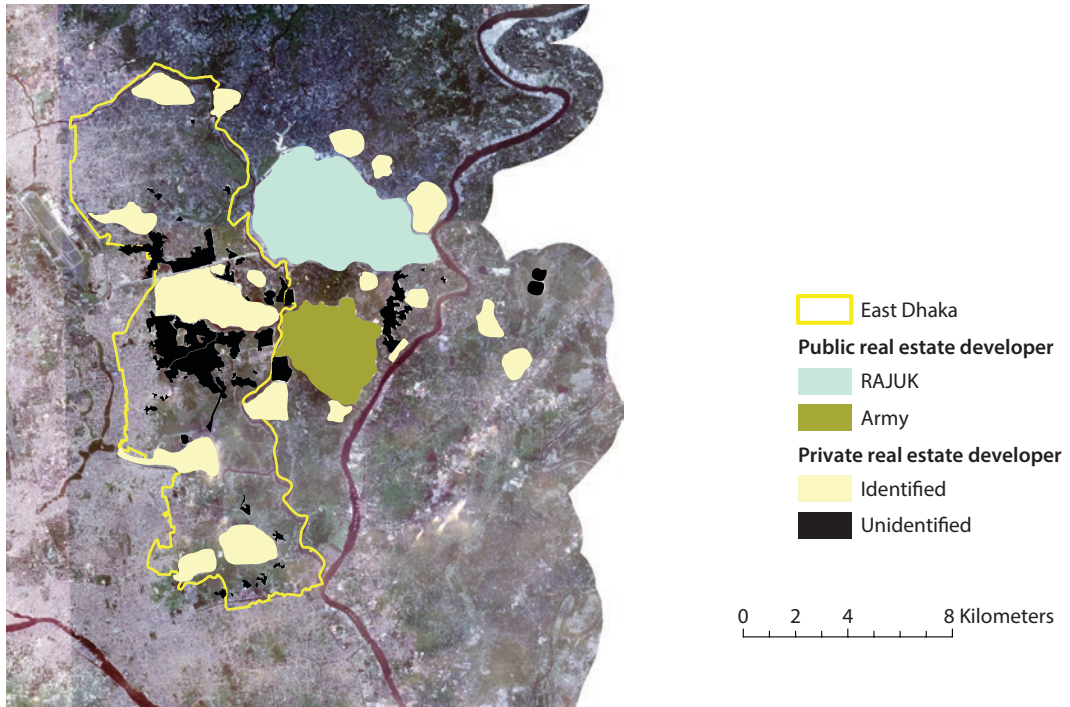 East Dhaka
Public real estate developer
RAJUK
Army
Private real estate developer
Identified
Unidentified
0 2 4 8 Kilometers